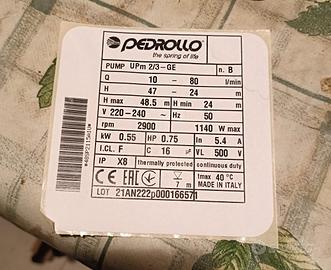 PEDROLLO
the spring of life
PUMP UPm 2/3-GE n. B
Q 10 - 80 l/min
H 47 - 24 m
H max 48.5 m H min 24 m
V 220-240 ~ Hz 50
rpm 2900 1140 W max
kW 0.55 HP 0.75 In 5.4 A
I.CL. F C 16 µF VL 500 V
IP X8 thermally protected continuous duty
CE EAC 7 m tmax 40 °C
MADE IN ITALY
LOT 21AN222p000166571